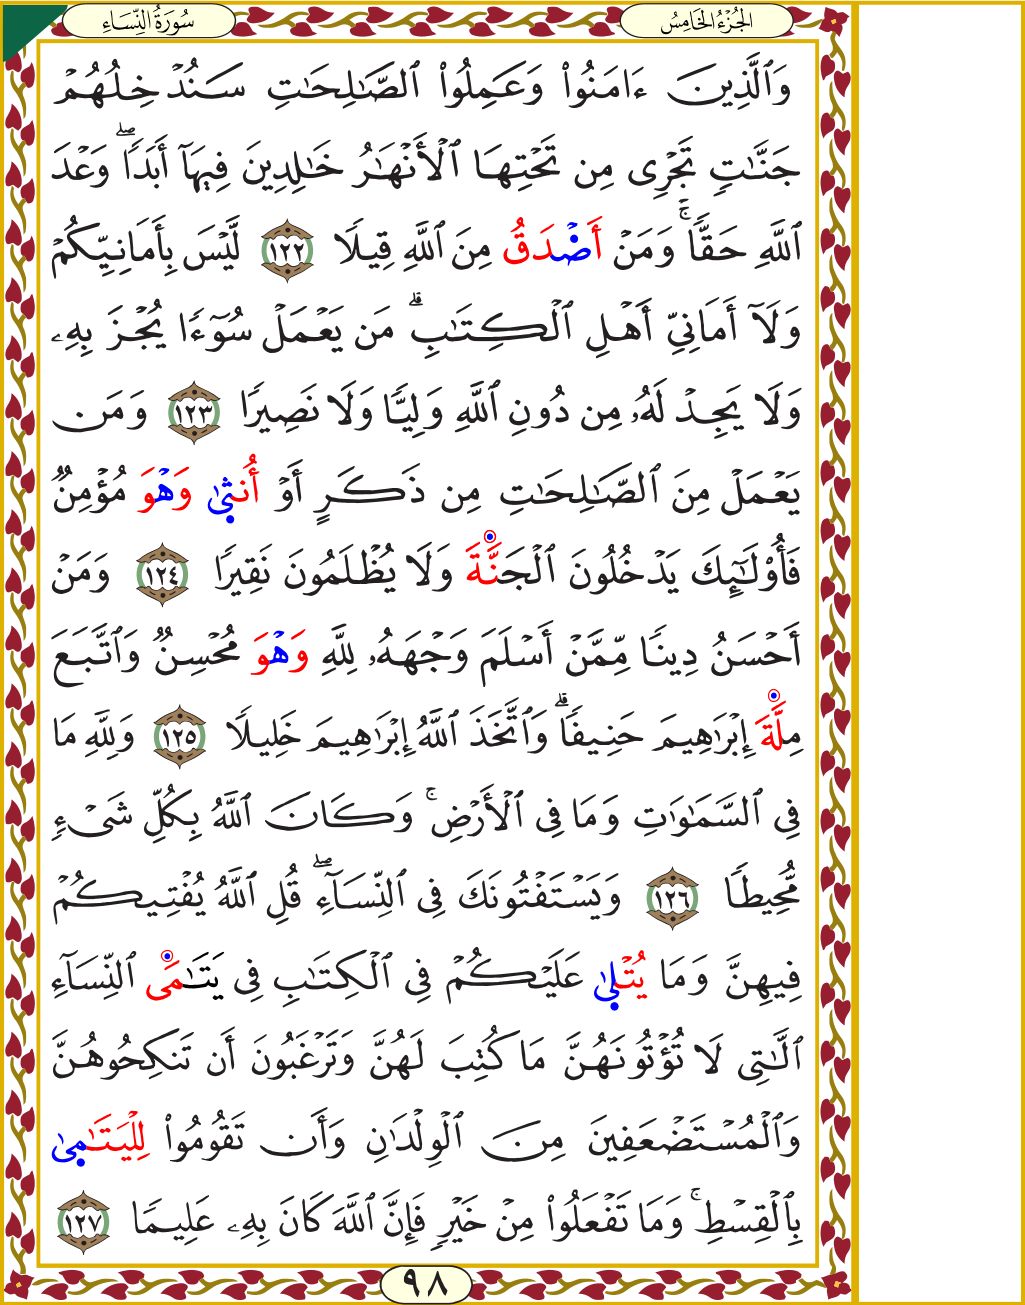 سُورَةُ النِّسَاءِ
الجُزْءُ الخَامِسُ
وَٱلَّذِينَ ءَامَنُوا۟ وَعَمِلُوا۟ ٱلصَّـٰلِحَـٰتِ سَنُدْخِلُهُمْ
جَنَّـٰتٍ تَجْرِى مِن تَحْتِهَا ٱلْأَنْهَـٰرُ خَـٰلِدِينَ فِيهَآ أَبَدًاۖ وَعْدَ
ٱللَّهِ حَقًّاۚ وَمَنْ أَصْدَقُ مِنَ ٱللَّهِ قِيلًا ١٢٢ لَّيْسَ بِأَمَانِيِّكُمْ
وَلَآ أَمَانِىِّ أَهْلِ ٱلْكِتَـٰبِۗ مَن يَعْمَلْ سُوٓءًا يُجْزَ بِهِۦ
وَلَا يَجِدْ لَهُۥ مِن دُونِ ٱللَّهِ وَلِيًّا وَلَا نَصِيرًا ١٢٣ وَمَن
يَعْمَلْ مِنَ ٱلصَّـٰلِحَـٰتِ مِن ذَكَرٍ أَوْ أُنثىٰ وَهْوَ مُؤْمِنٌ
فَأُو۟لَـٰٓئِكَ يَدْخُلُونَ ٱلْجَنَّةَ وَلَا يُظْلَمُونَ نَقِيرًا ١٢٤ وَمَنْ
أَحْسَنُ دِينًا مِّمَّنْ أَسْلَمَ وَجْهَهُۥ لِلَّهِ وَهْوَ مُحْسِنٌ وَٱتَّبَعَ
مِلَّةَ إِبْرَٰهِيمَ حَنِيفًاۗ وَٱتَّخَذَ ٱللَّهُ إِبْرَٰهِيمَ خَلِيلًا ١٢٥ وَلِلَّهِ مَا
فِى ٱلسَّمَـٰوَٰتِ وَمَا فِى ٱلْأَرْضِۚ وَكَانَ ٱللَّهُ بِكُلِّ شَىْءٍ
مُّحِيطًا ١٢٦ وَيَسْتَفْتُونَكَ فِى ٱلنِّسَآءِۖ قُلِ ٱللَّهُ يُفْتِيكُمْ
فِيهِنَّ وَمَا يُتْلىٰ عَلَيْكُمْ فِى ٱلْكِتَـٰبِ فِى يَتَـٰمَى ٱلنِّسَآءِ
ٱلَّـٰتِى لَا تُؤْتُونَهُنَّ مَا كُتِبَ لَهُنَّ وَتَرْغَبُونَ أَن تَنكِحُوهُنَّ
وَٱلْمُسْتَضْعَفِينَ مِنَ ٱلْوِلْدَٰنِ وَأَن تَقُومُوا۟ لِلْيَتَـٰمىٰ
بِٱلْقِسْطِۚ وَمَا تَفْعَلُوا۟ مِنْ خَيْرٍ فَإِنَّ ٱللَّهَ كَانَ بِهِۦ عَلِيمًا ١٢٧
٩٨